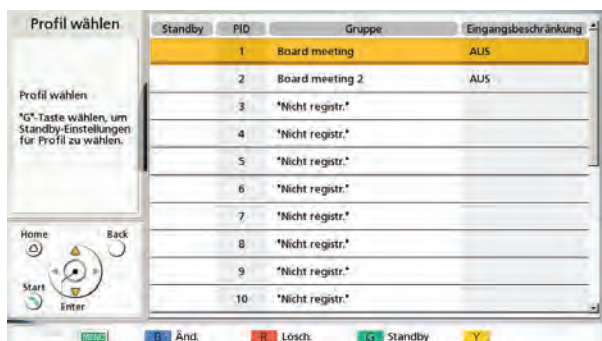 Profil wählen
Standby PID Gruppe Eingangsbeschränkung
1 Board meeting AUS
2 Board meeting 2 AUS
3 *Nicht registr.*
4 *Nicht registr.*
5 *Nicht registr.*
6 *Nicht registr.*
7 *Nicht registr.*
8 *Nicht registr.*
9 *Nicht registr.*
10 *Nicht registr.*
Profil wählen
"G"-Taste wählen, um
Standby-Einstellungen
für Profil zu wählen.
Home Back
Start
Enter
MENU B Änd. R Lösch. G Standby Y